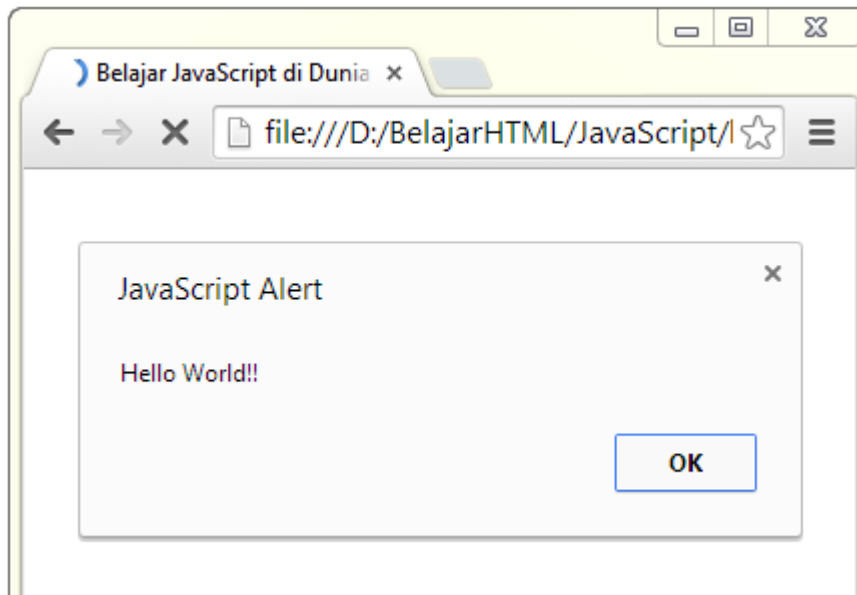 Belajar JavaScript di Dunia
file:///D:/BelajarHTML/JavaScript/
JavaScript Alert
Hello World!!
OK